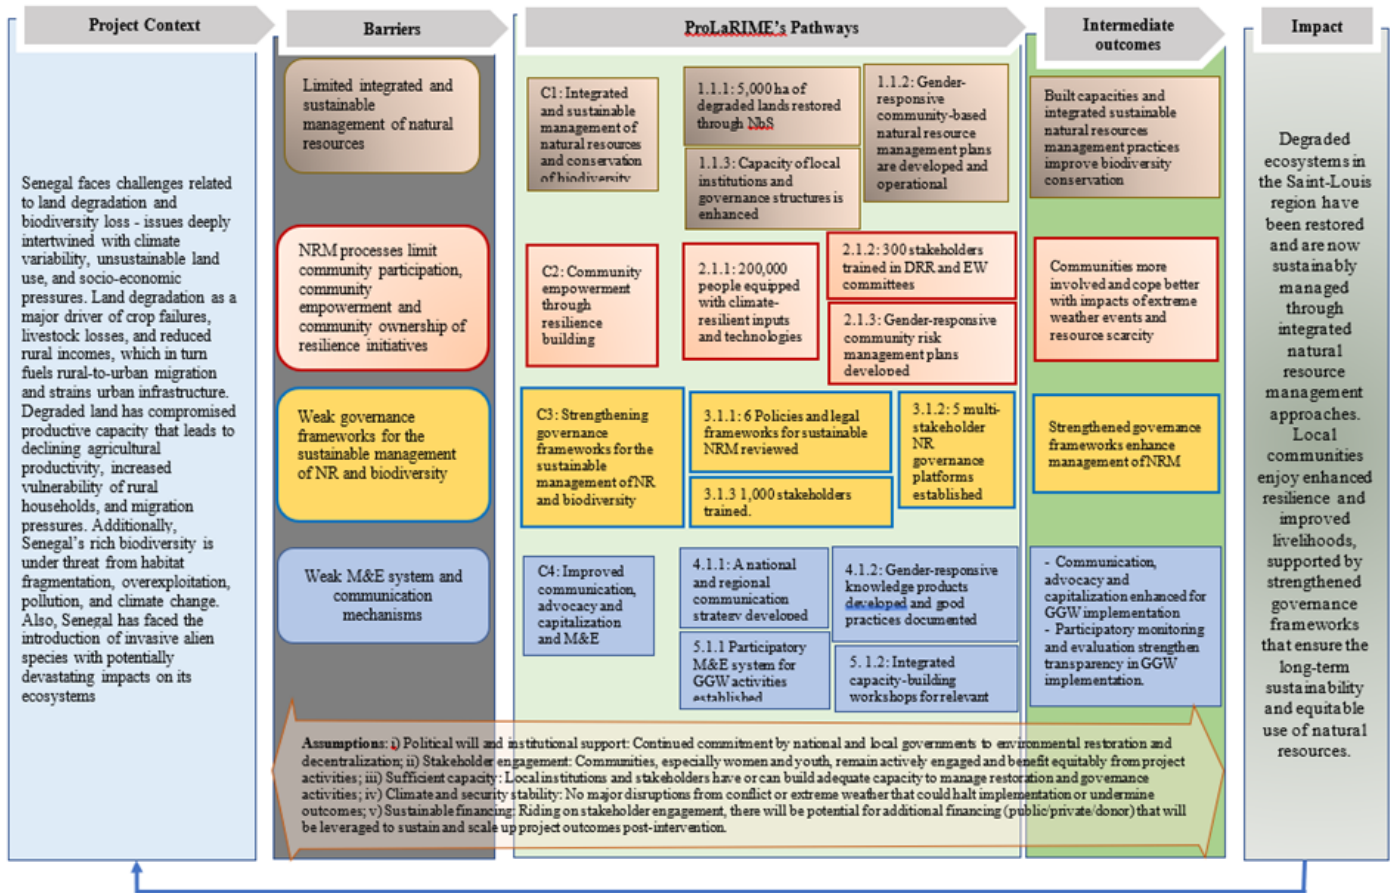 Project Context
Barriers
ProLaRIME's Pathways
Intermediate
outcomes
Impact
Senegal faces challenges related
to land degradation and
biodiversity loss - issues deeply
intertwined with climate
variability, unsustainable land
use, and socio-economic
pressures. Land degradation as a
major driver of crop failures,
livestock losses, and reduced
rural incomes, which in turn
fuels rural-to-urban migration
and strains urban infrastructure.
Degraded land has compromised
productive capacity that leads to
declining agricultural
productivity, increased
vulnerability of rural
households, and migration
pressures. Additionally,
Senegal's rich biodiversity is
under threat from habitat
fragmentation, overexploitation,
pollution, and climate change.
Also, Senegal has faced the
introduction of invasive alien
species with potentially
devastating impacts on its
ecosystems
Limited integrated and
sustainable
management of natural
resources
NRM processes limit
community participation,
community
empowerment and
community ownership of
resilience initiatives
Weak governance
frameworks for the
sustainable management
of NR and biodiversity
Weak M&E system and
communication
mechanisms
C1: Integrated
and sustainable
management of
natural resources
and conservation
of biodiversity
1.1.1: 5,000 ha of
degraded lands restored
through NbS
1.1.3: Capacity of local
institutions and
governance structures is
enhanced
1.1.2: Gender-
responsive
community-based
natural resource
management plans
are developed and
operational
C2: Community
empowerment
through
resilience
building
2.1.1: 200,000
people equipped
with climate-
resilient inputs
and technologies
2.1.2: 300 stakeholders
trained in DRR and EW
committees
2.1.3: Gender-responsive
community risk
management plans
developed
C3: Strengthening
governance
frameworks for the
sustainable
management of NR
and biodiversity
3.1.1: 6 Policies and legal
frameworks for sustainable
NRM reviewed
3.1.3 1,000 stakeholders
trained.
3.1.2: 5 multi-
stakeholder
NR
governance
platforms
established
C4: Improved
communication,
advocacy and
capitalization
and M&E
4.1.1: A national
and regional
communication
strategy developed
4.1.2: Gender-responsive
knowledge products
developed and good
practices documented
5.1.1 Participatory
M&E system for
GGW activities
established
5.1.2: Integrated
capacity-building
workshops for relevant
Built capacities and
integrated sustainable
natural resources
management practices
improve biodiversity
conservation
Communities more
involved and cope better
with impacts of extreme
weather events and
resource scarcity
Strengthened governance
frameworks enhance
management of NRM
- Communication,
advocacy and
capitalization enhanced for
GGW implementation
- Participatory monitoring
and evaluation strengthen
transparency in GGW
implementation.
Degraded
ecosystems in
the Saint-Louis
region have
been restored
and are now
sustainably
managed
through
integrated
natural
resource
management
approaches.
Local
communities
enjoy enhanced
resilience and
improved
livelihoods,
supported by
strengthened
governance
frameworks
that ensure the
long-term
sustainability
and equitable
use of natural
resources.
Assumptions: i) Political will and institutional support: Continued commitment by national and local governments to environmental restoration and
decentralization; ii) Stakeholder engagement: Communities, especially women and youth, remain actively engaged and benefit equitably from project
activities; iii) Sufficient capacity: Local institutions and stakeholders have or can build adequate capacity to manage restoration and governance
activities; iv) Climate and security stability: No major disruptions from conflict or extreme weather that could halt implementation or undermine
outcomes; v) Sustainable financing: Riding on stakeholder engagement, there will be potential for additional financing (public/private/donor) that will
be leveraged to sustain and scale up project outcomes post-intervention.